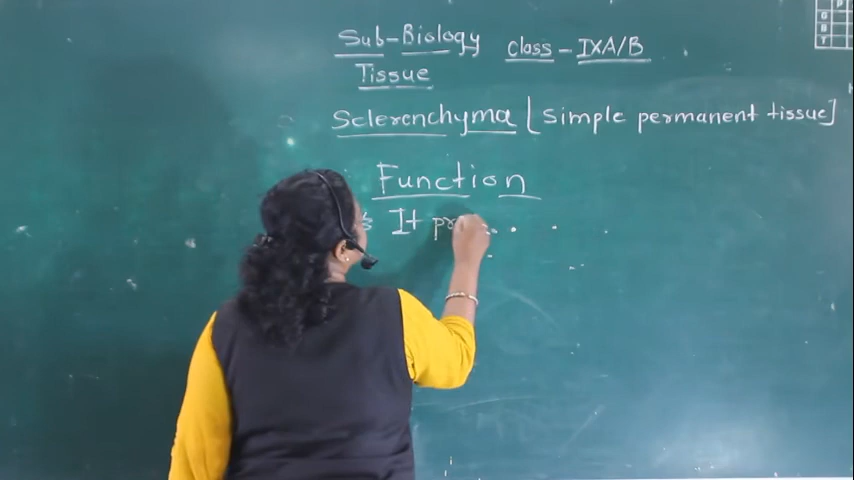 Sub-Biology class - IXA/B
Tissue
Sclerenchyma [Simple permanent tissue]
Function
It pr
P
G
B
T